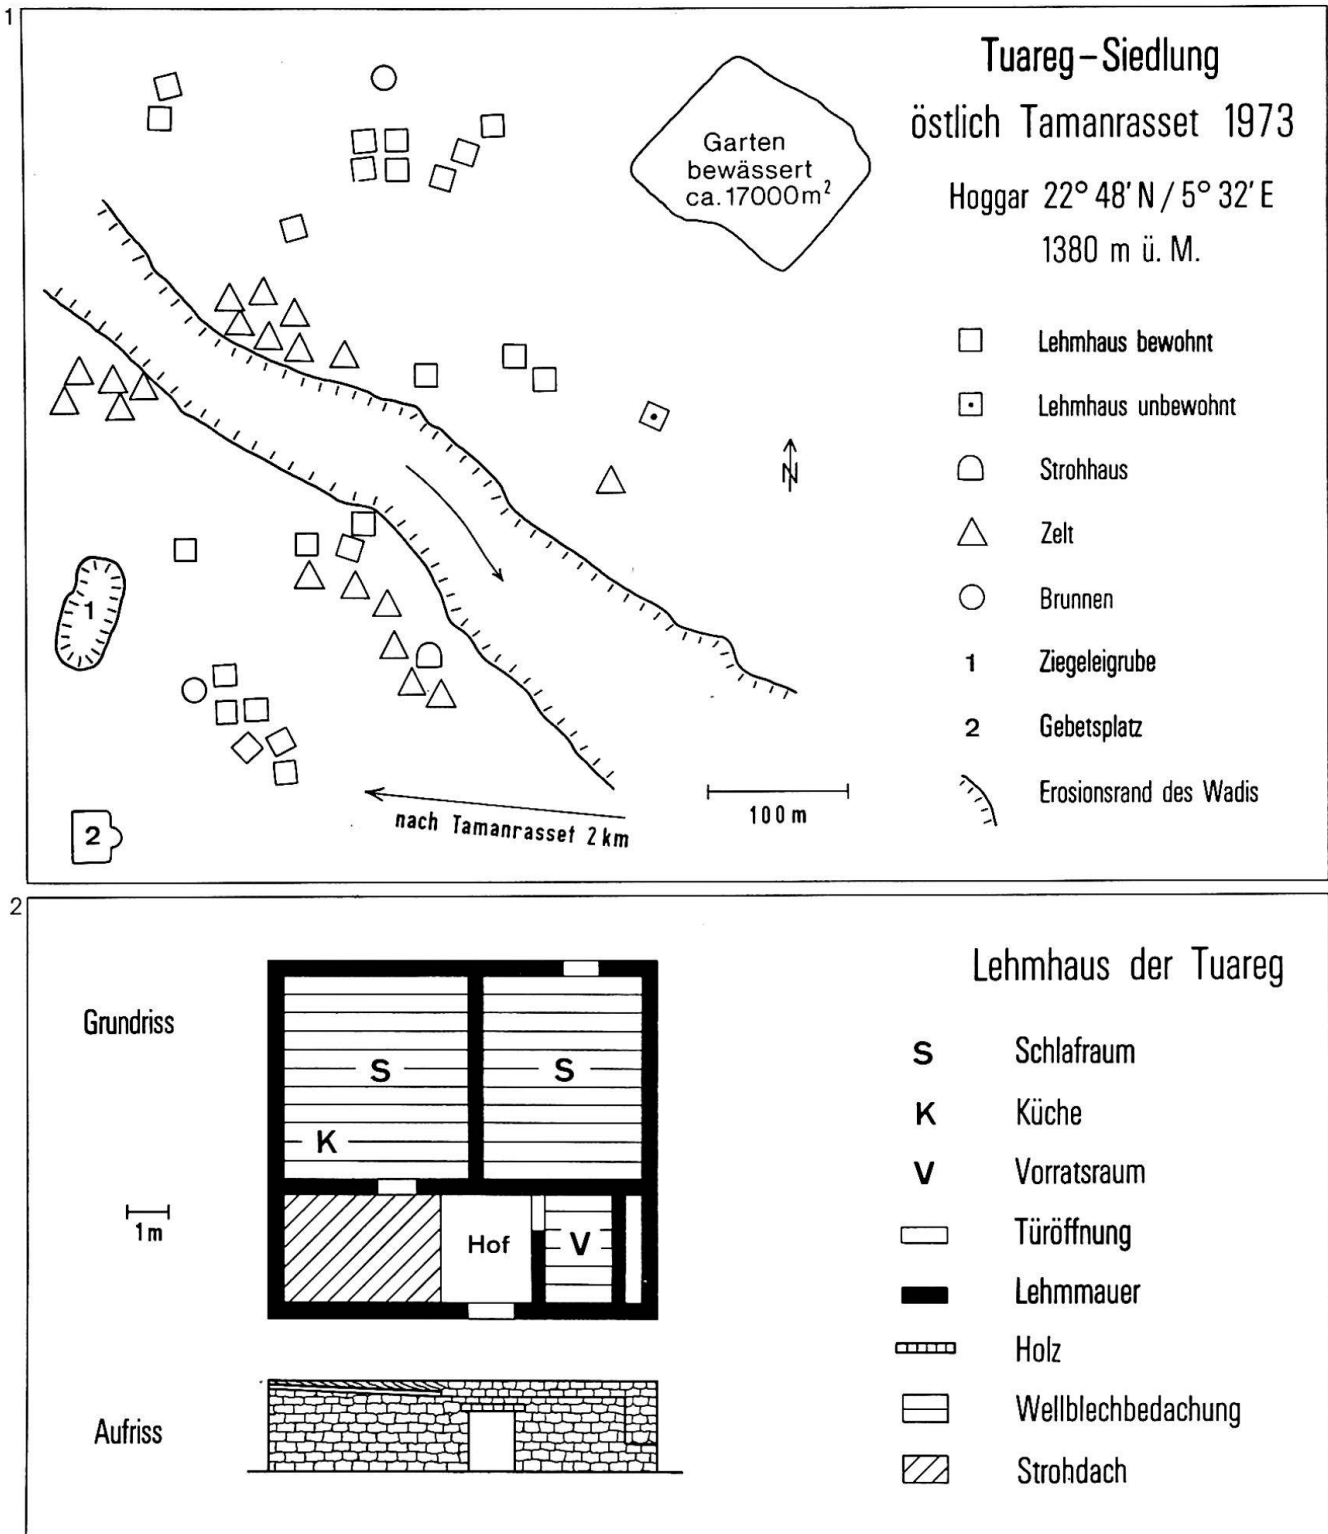 1
Tuareg–Siedlung
östlich Tamanrasset 1973
Hoggar 22° 48' N / 5° 32' E
1380 m ü. M.
Garten
bewässert
ca. 17000m²
Lehmhaus bewohnt
Lehmhaus unbewohnt
Strohhaus
Zelt
Brunnen
1 Ziegeleigrube
2 Gebetsplatz
Erosionsrand des Wadis
N
1
2
nach Tamanrasset 2 km
100 m
2
Lehmhaus der Tuareg
Grundriss
S
S
K
Hof
V
1 m
Aufriss
S Schlafraum
K Küche
V Vorratsraum
Türöffnung
Lehmmauer
Holz
Wellblechbedachung
Strohdach